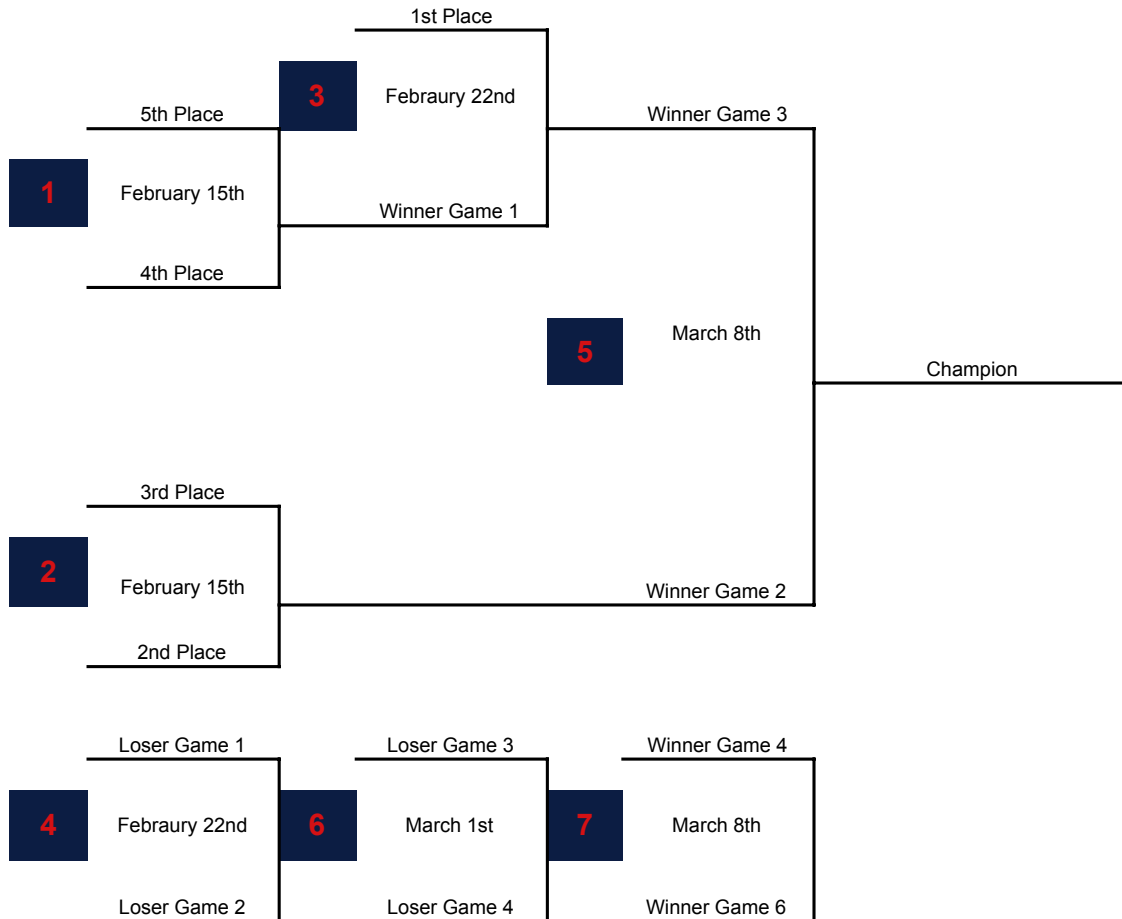 1st Place
3
Febraury 22nd
5th Place
Winner Game 3
1
February 15th
Winner Game 1
4th Place
5
March 8th
Champion
3rd Place
2
February 15th
Winner Game 2
2nd Place
Loser Game 1
Loser Game 3
Winner Game 4
4
Febraury 22nd
6
March 1st
7
March 8th
Loser Game 2
Loser Game 4
Winner Game 6